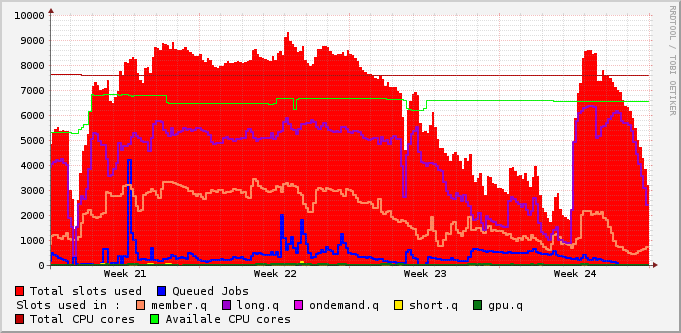 RRDTOOL / TOBI OETIKER
10000
9000
8000
7000
6000
5000
4000
3000
2000
1000
0
Week 21 Week 22 Week 23 Week 24
Total slots used Queued Jobs
Slots used in : member.q long.q ondemand.q short.q gpu.q
Total CPU cores Availale CPU cores